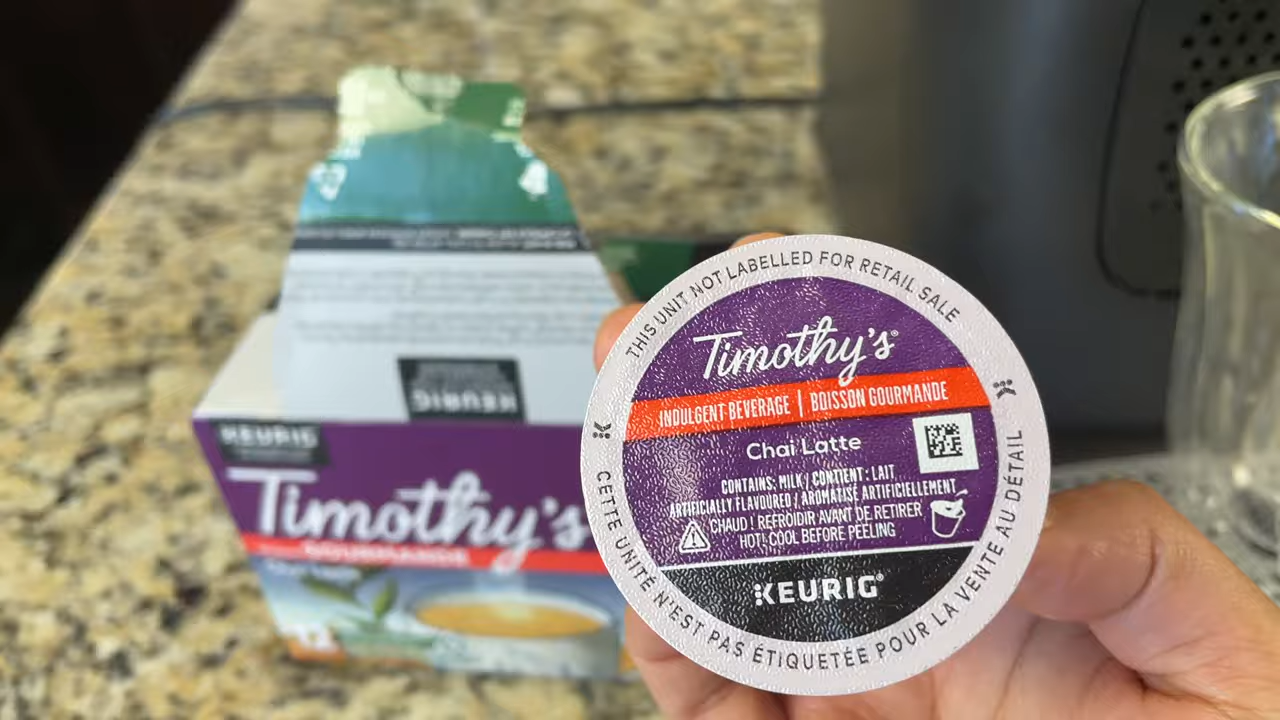 THIS UNIT NOT LABELLED FOR RETAIL SALE
Timothy's®
INDULGENT BEVERAGE | BOISSON GOURMANDE
Chai Latte
CONTAINS: MILK / CONTIENT : LAIT
ARTIFICIALLY FLAVOURED / AROMATISÉ ARTIFICIELLEMENT
CHAUD ! REFROIDIR AVANT DE RETIRER
HOT! COOL BEFORE PEELING
KEURIG®
CETTE UNITÉ N'EST PAS ÉTIQUETÉE POUR LA VENTE AU DÉTAIL
KEURIG
KEURIG
Timothy's
GOURMANDE